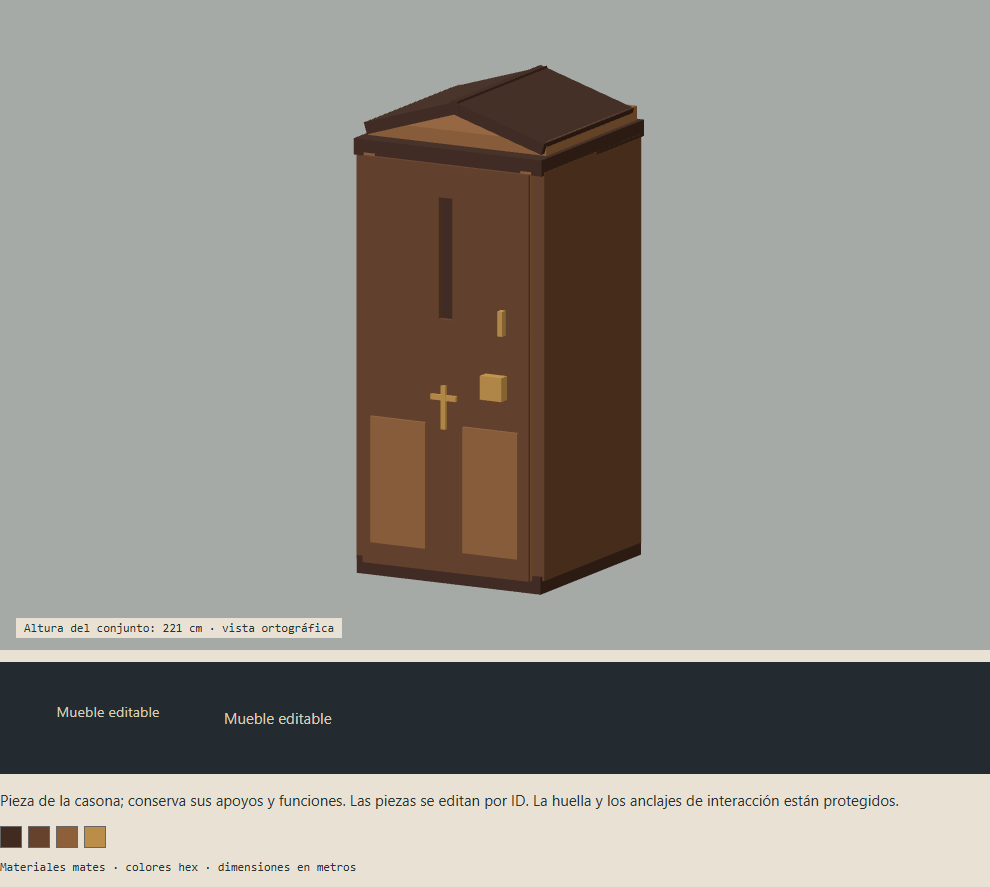 Altura del conjunto: 221 cm · vista ortográfica
Mueble editable
Mueble editable
Pieza de la casona; conserva sus apoyos y funciones. Las piezas se editan por ID. La huella y los anclajes de interacción están protegidos.
Materiales mates · colores hex · dimensiones en metros